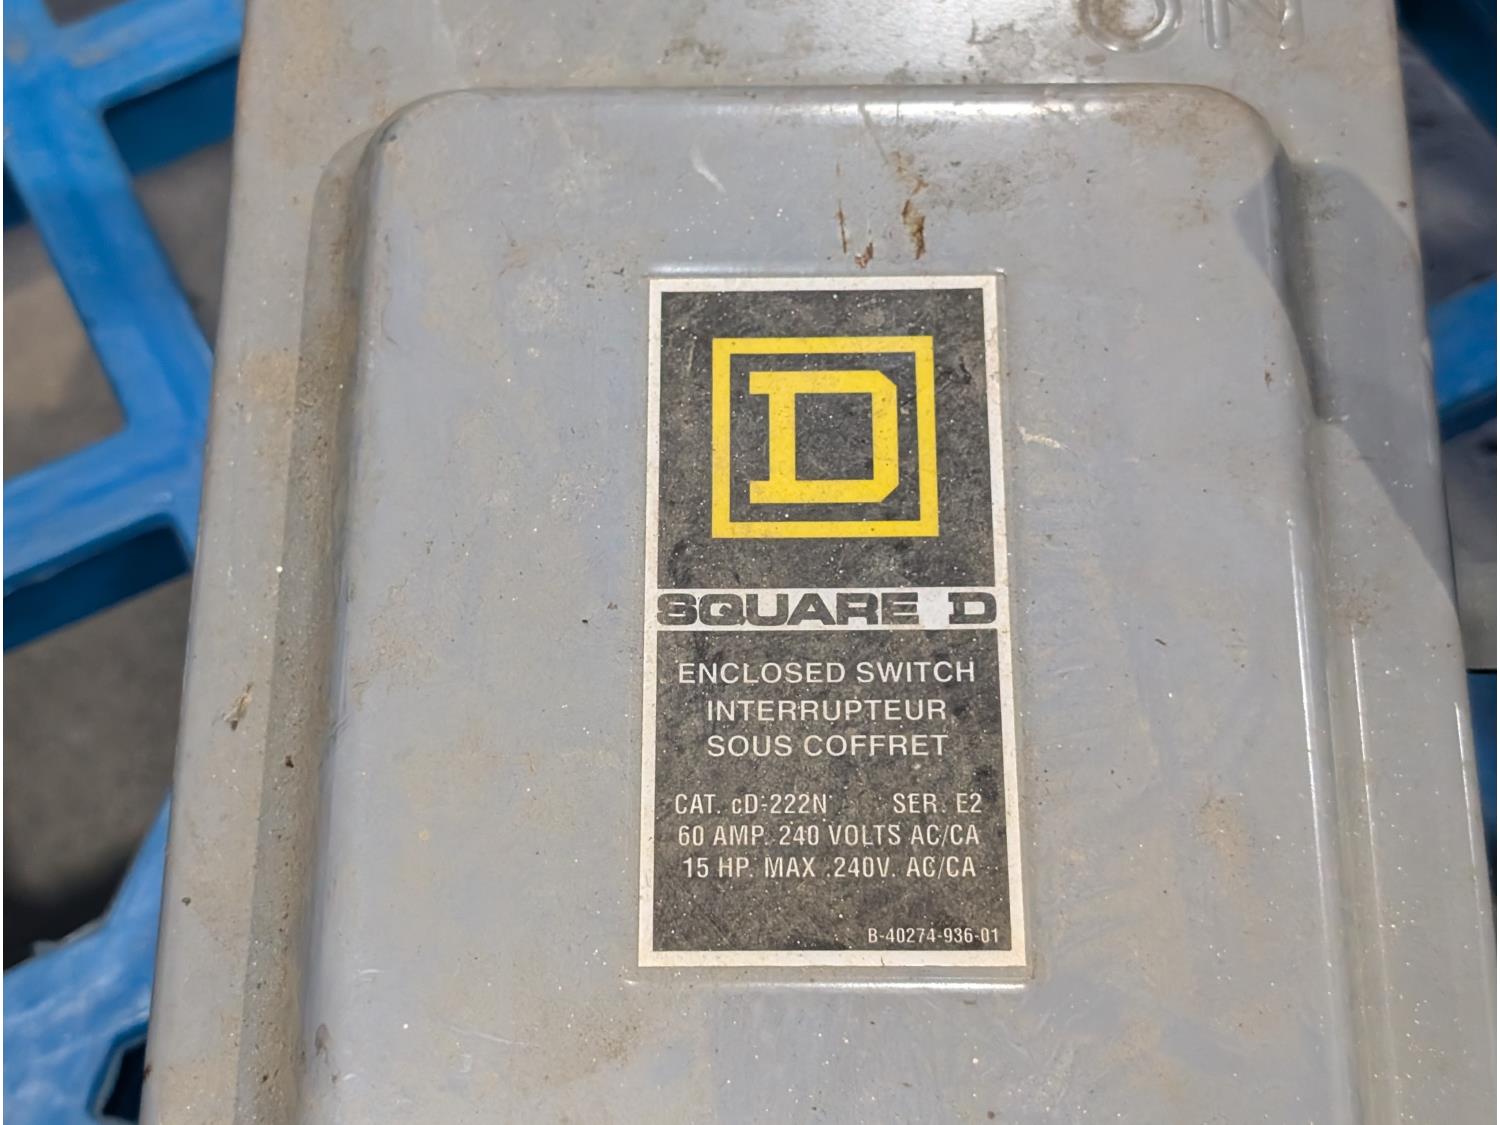 ON
D
SQUARE D
ENCLOSED SWITCH
INTERRUPTEUR
SOUS COFFRET
CAT. cD-222N SER. E2
60 AMP. 240 VOLTS AC/CA
15 HP. MAX .240V. AC/CA
B-40274-936-01